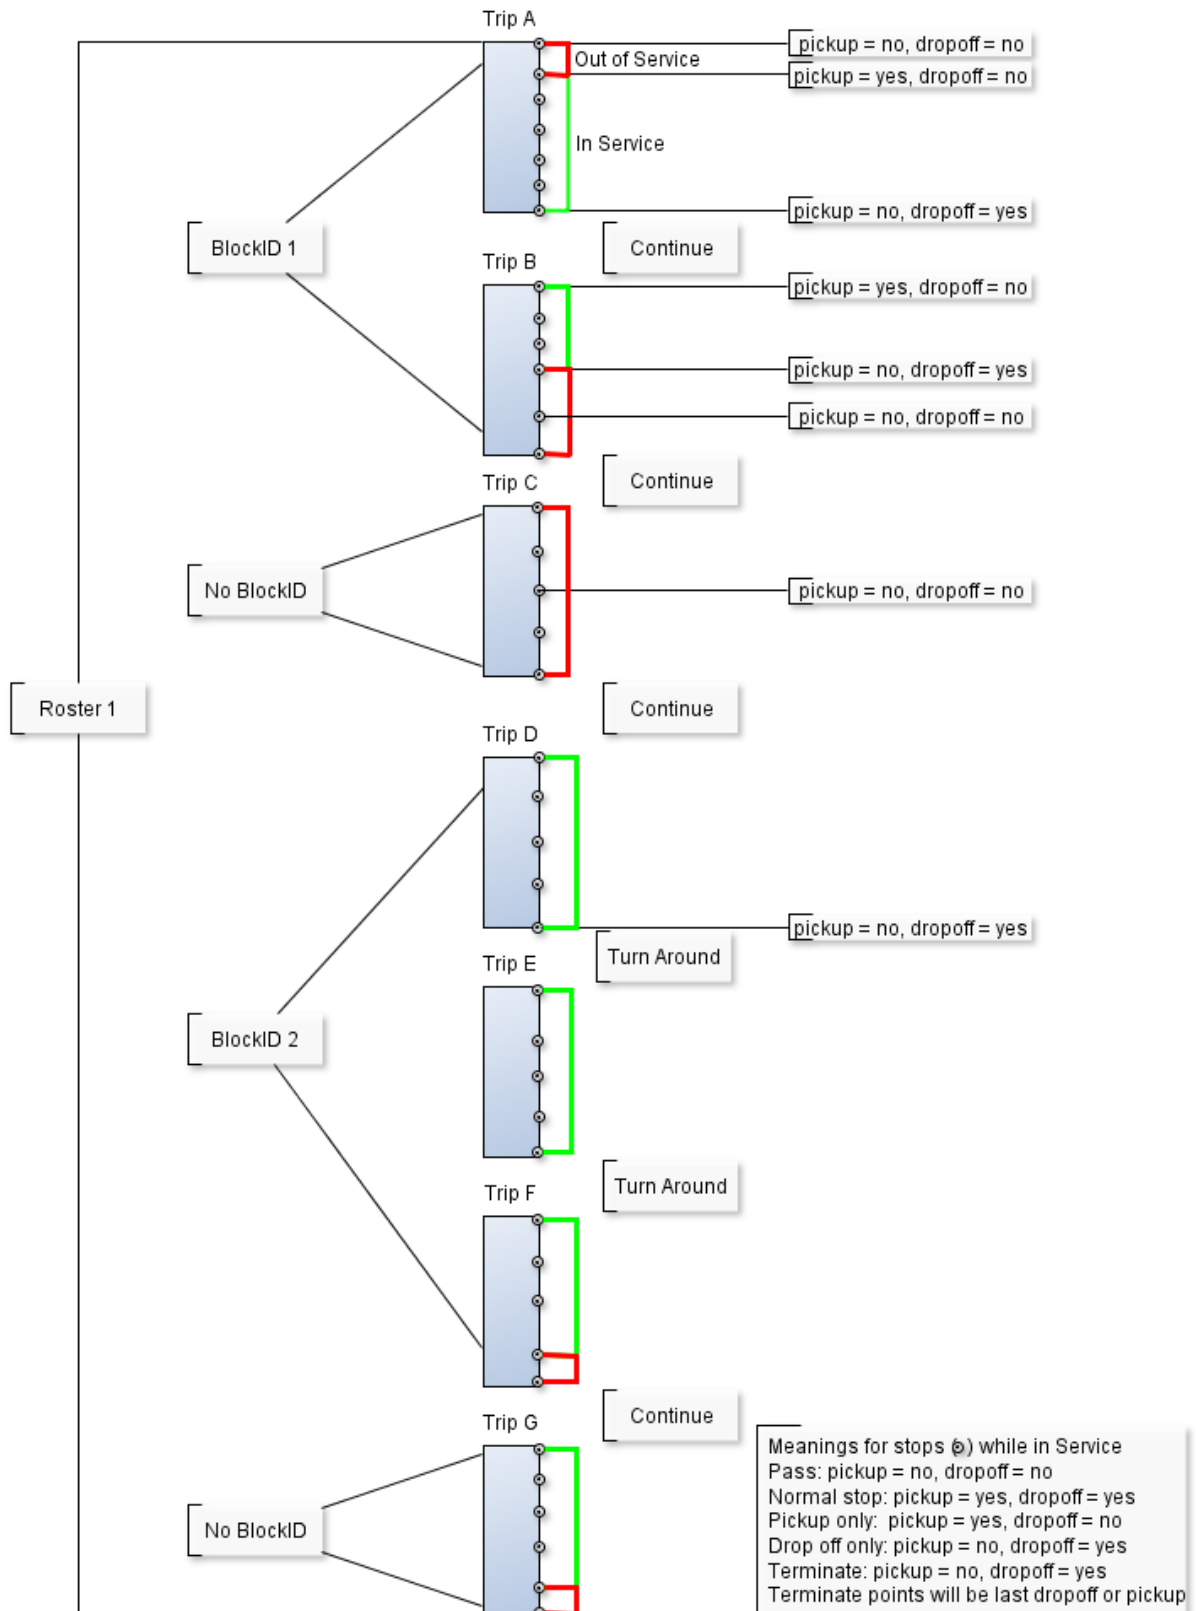 Trip A
pickup = no, dropoff = no
Out of Service
pickup = yes, dropoff = no
In Service
pickup = no, dropoff = yes
BlockID 1
Continue
Trip B
pickup = yes, dropoff = no
pickup = no, dropoff = yes
pickup = no, dropoff = no
Continue
Trip C
No BlockID
pickup = no, dropoff = no
Roster 1
Continue
Trip D
pickup = no, dropoff = yes
Turn Around
Trip E
BlockID 2
Turn Around
Trip F
Continue
Trip G
No BlockID
Meanings for stops (o) while in Service
Pass: pickup = no, dropoff = no
Normal stop: pickup = yes, dropoff = yes
Pickup only: pickup = yes, dropoff = no
Drop off only: pickup = no, dropoff = yes
Terminate: pickup = no, dropoff = yes
Terminate points will be last dropoff or pickup